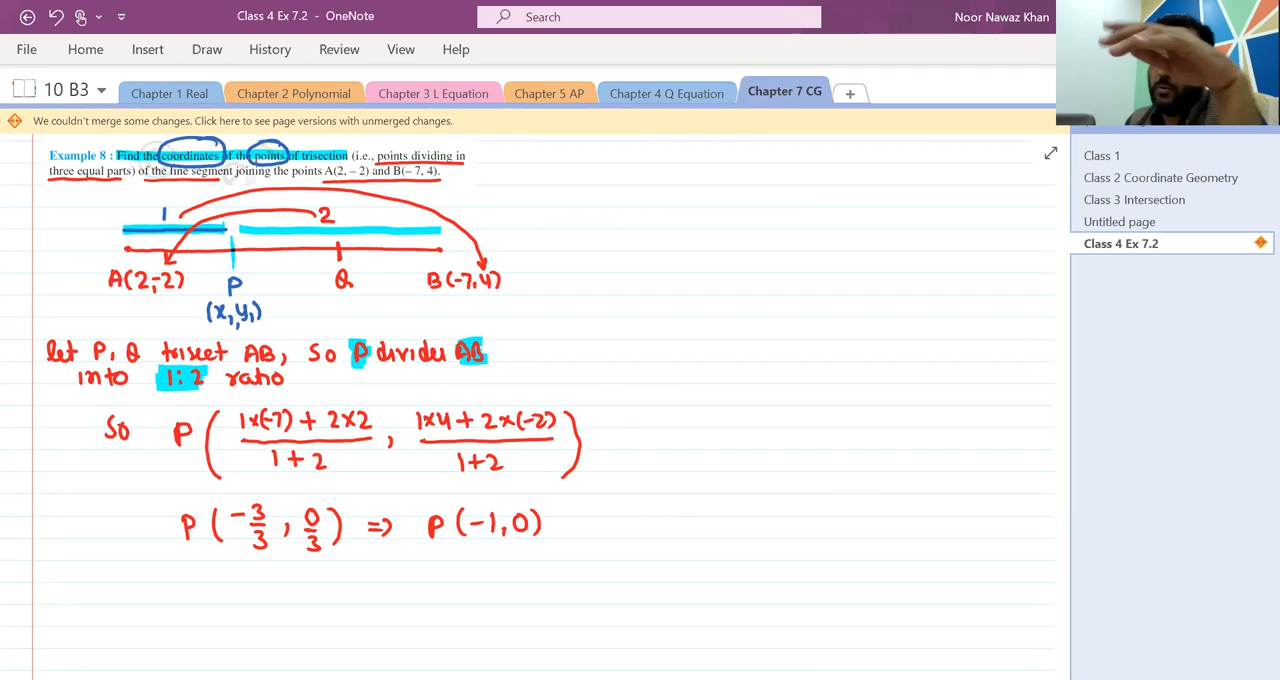 Class 4 Ex 7.2 - OneNote
Search
Noor Nawaz Khan
File Home Insert Draw History Review View Help
10 B3
Chapter 1 Real
Chapter 2 Polynomial
Chapter 3 L Equation
Chapter 5 AP
Chapter 4 Q Equation
Chapter 7 CG
We couldn't merge some changes. Click here to see page versions with unmerged changes.
Example 8 : Find the coordinates of the points of trisection (i.e., points dividing in
three equal parts) of the line segment joining the points A(2, – 2) and B(– 7, 4).
1 2
A(2,-2) P Q B(-7,4)
(x1, y1)
let P, Q trisect AB, So P divides AB
into 1:2 ratio
So P ( 1x(-7) + 2x2 / 1+2 , 1x4 + 2x(-2) / 1+2 )
P ( -3/3 , 0/3 ) => P (-1, 0)
Class 1
Class 2 Coordinate Geometry
Class 3 Intersection
Untitled page
Class 4 Ex 7.2